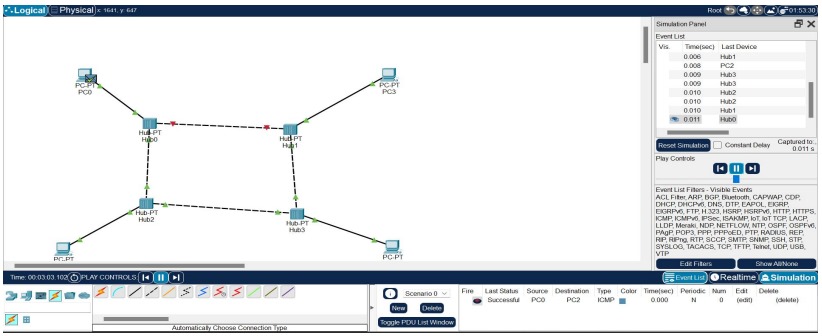 Logical Physical x: 1641, y: 647
Root 01:53:30
Simulation Panel
Event List
Vis. Time(sec) Last Device
0.006 Hub1
0.008 PC2
0.009 Hub3
0.009 Hub3
0.010 Hub2
0.010 Hub2
0.010 Hub1
0.011 Hub0
Reset Simulation Constant Delay Captured to:
0.011 s
Play Controls
Event List Filters - Visible Events
ACL Filter, ARP, BGP, Bluetooth, CAPWAP, CDP,
DHCP, DHCPv6, DNS, DTP, EAPOL, EIGRP,
EIGRPv6, FTP, H.323, HSRP, HSRPv6, HTTP, HTTPS,
ICMP, ICMPv6, IPSec, ISAKMP, IoT, IoT TCP, LACP,
LLDP, Meraki, NDP, NETFLOW, NTP, OSPF, OSPFv6,
PAgP, POP3, PPP, PPPoED, PTP, RADIUS, REP,
RIP, RIPng, RTP, SCCP, SMTP, SNMP, SSH, STP,
SYSLOG, TACACS, TCP, TFTP, Telnet, UDP, USB,
VTP
Edit Filters Show All/None
PC-PT
PC0
PC-PT
PC3
Hub-PT
Hub0
Hub-PT
Hub1
Hub-PT
Hub2
Hub-PT
Hub3
PC-PT
PC-PT
Time: 00:03:03.102 PLAY CONTROLS:
Event List Realtime Simulation
Automatically Choose Connection Type
Scenario 0
New Delete
Toggle PDU List Window
Fire Last Status Source Destination Type Color Time(sec) Periodic Num Edit Delete
Successful PC0 PC2 ICMP 0.000 N 0 (edit) (delete)